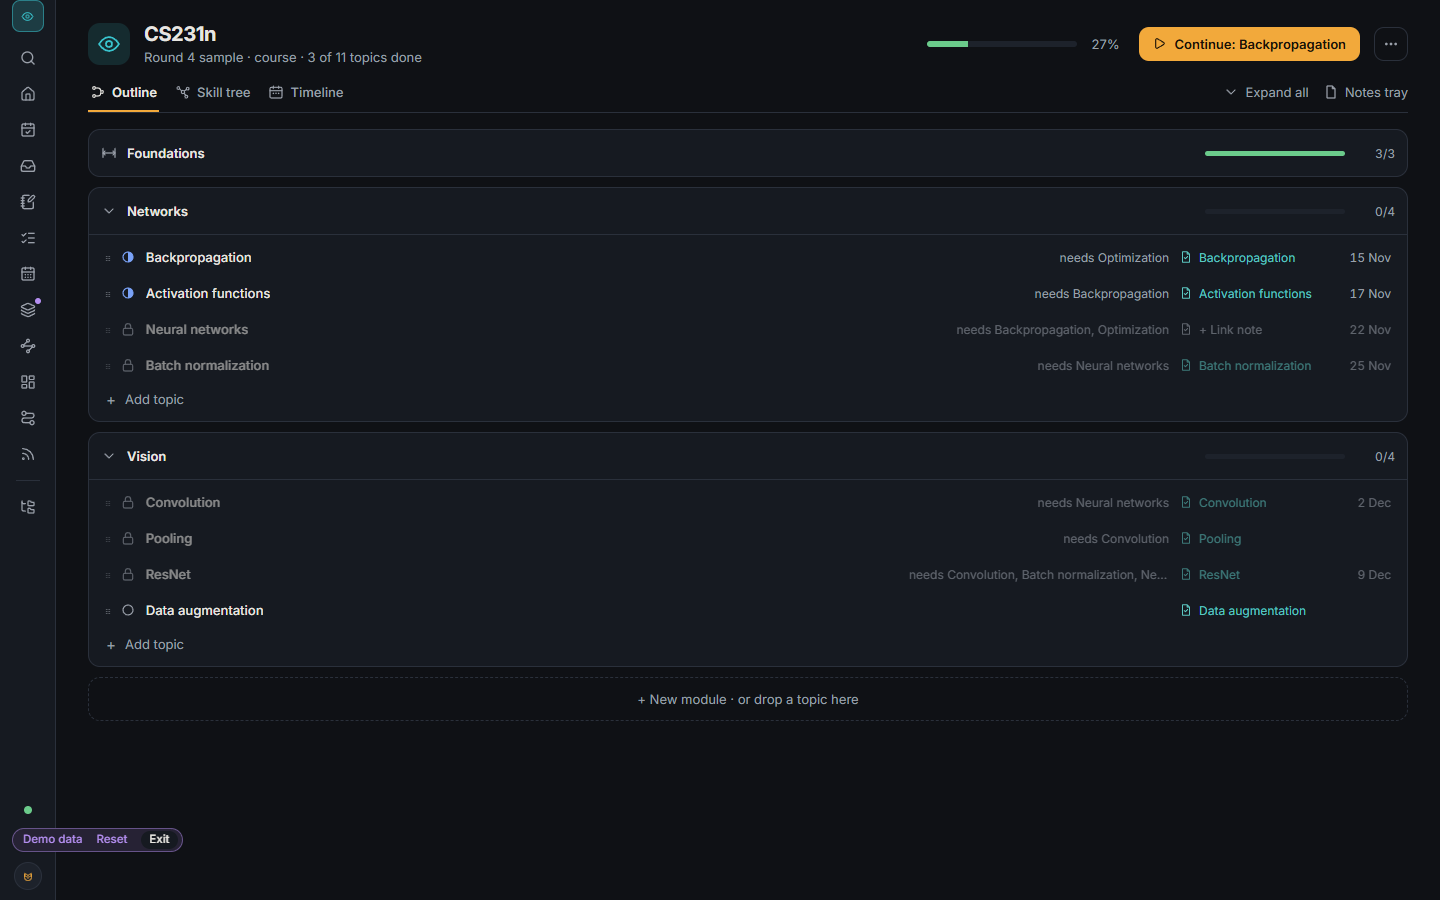 CS231n
Round 4 sample · course · 3 of 11 topics done
27%
Continue: Backpropagation
Outline
Skill tree
Timeline
Expand all
Notes tray
Foundations
3/3
Networks
0/4
Backpropagation needs Optimization Backpropagation 15 Nov
Activation functions needs Backpropagation Activation functions 17 Nov
Neural networks needs Backpropagation, Optimization + Link note 22 Nov
Batch normalization needs Neural networks Batch normalization 25 Nov
+ Add topic
Vision
0/4
Convolution needs Neural networks Convolution 2 Dec
Pooling needs Convolution Pooling
ResNet needs Convolution, Batch normalization, Ne... ResNet 9 Dec
Data augmentation Data augmentation
+ Add topic
+ New module · or drop a topic here
Demo data Reset Exit